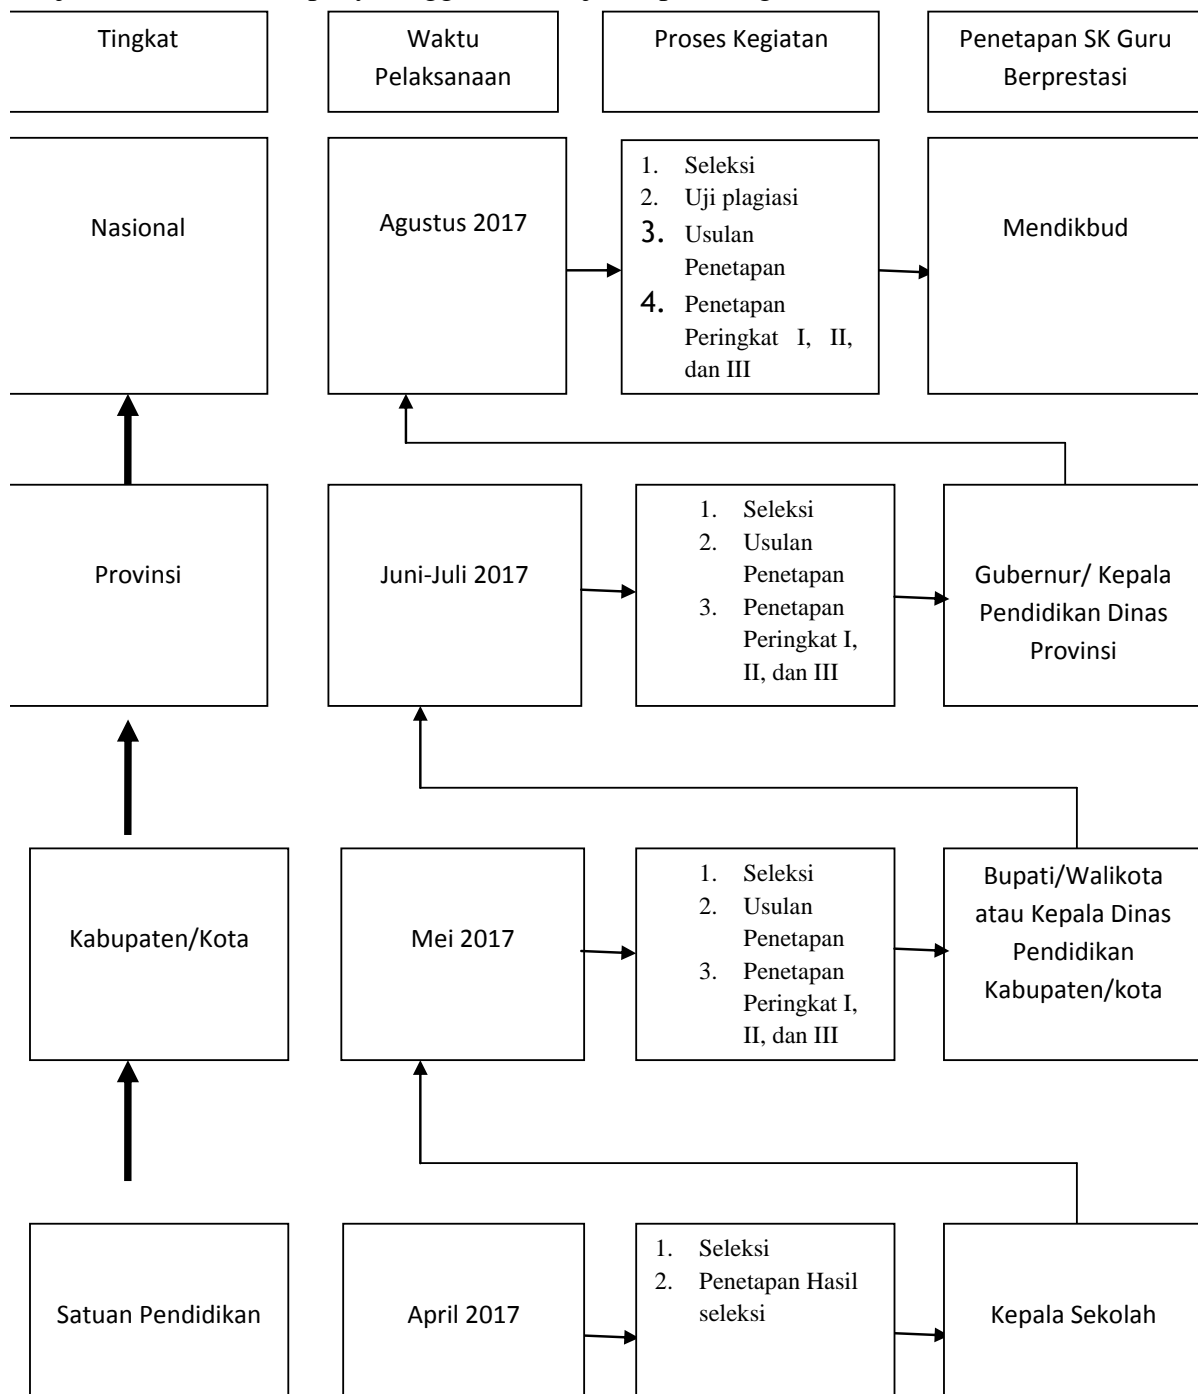 Tingkat
Waktu
Pelaksanaan
Proses Kegiatan
Penetapan SK Guru
Berprestasi
Nasional
Agustus 2017
1. Seleksi
2. Uji plagiasi
3. Usulan
Penetapan
4. Penetapan
Peringkat I, II,
dan III
Mendikbud
Provinsi
Juni-Juli 2017
1. Seleksi
2. Usulan
Penetapan
3. Penetapan
Peringkat I,
II, dan III
Gubernur/ Kepala
Pendidikan Dinas
Provinsi
Kabupaten/Kota
Mei 2017
1. Seleksi
2. Usulan
Penetapan
3. Penetapan
Peringkat I,
II, dan III
Bupati/Walikota
atau Kepala Dinas
Pendidikan
Kabupaten/kota
Satuan Pendidikan
April 2017
1. Seleksi
2. Penetapan Hasil
seleksi
Kepala Sekolah